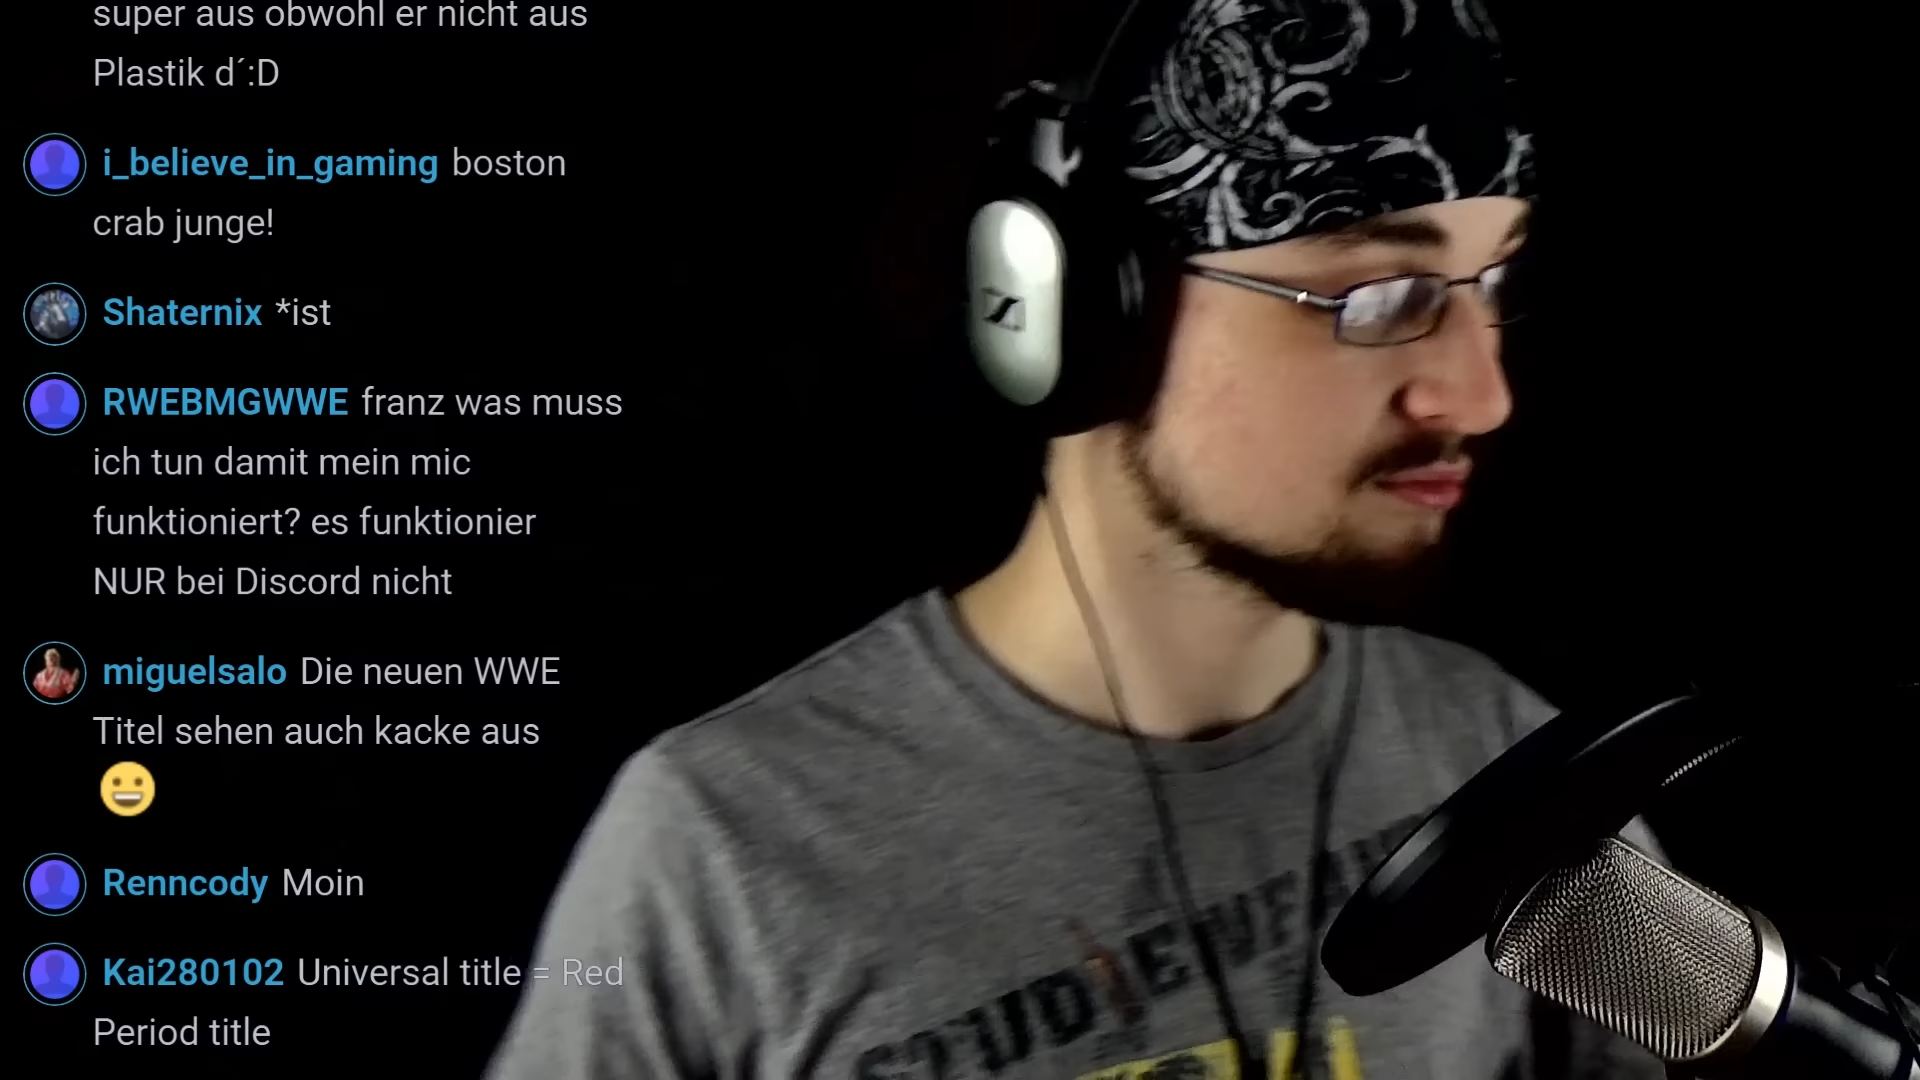 super aus obwohl er nicht aus
Plastik d´:D
i_believe_in_gaming boston
crab junge!
Shaternix *ist
RWEBMGWWE franz was muss
ich tun damit mein mic
funktioniert? es funktionier
NUR bei Discord nicht
miguelsalo Die neuen WWE
Titel sehen auch kacke aus
Renncody Moin
Kai280102 Universal title = Red
Period title